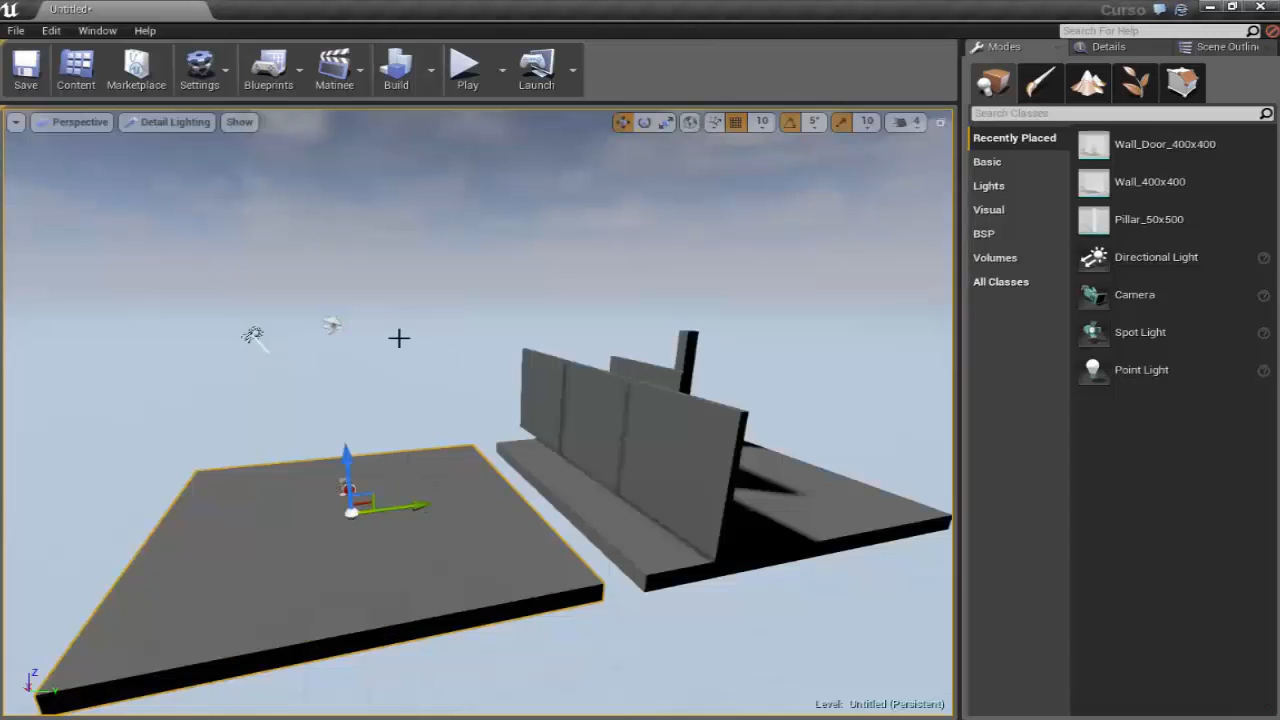 Untitled*
Curso
File Edit Window Help
Search For Help
Save Content Marketplace Settings Blueprints Matinee Build Play Launch
Modes Details Scene Outlin
Search Classes
Perspective Detail Lighting Show
10 5° 10 4
Recently Placed
Basic
Lights
Visual
BSP
Volumes
All Classes
Wall_Door_400x400
Wall_400x400
Pillar_50x500
Directional Light
Camera
Spot Light
Point Light
Z
Y
Level: Untitled (Persistent)